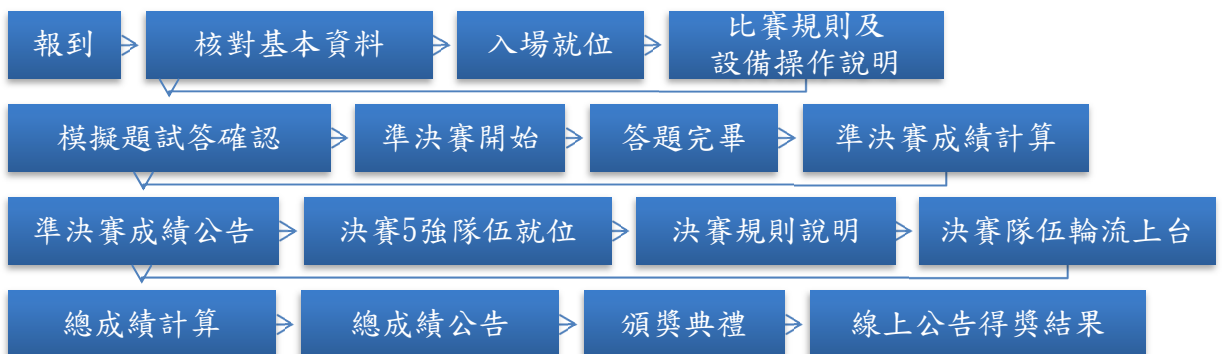 報到
核對基本資料
入場就位
比賽規則及
設備操作說明
模擬題試答確認
準決賽開始
答題完畢
準決賽成績計算
準決賽成績公告
決賽5強隊伍就位
決賽規則說明
決賽隊伍輪流上台
總成績計算
總成績公告
頒獎典禮
線上公告得獎結果